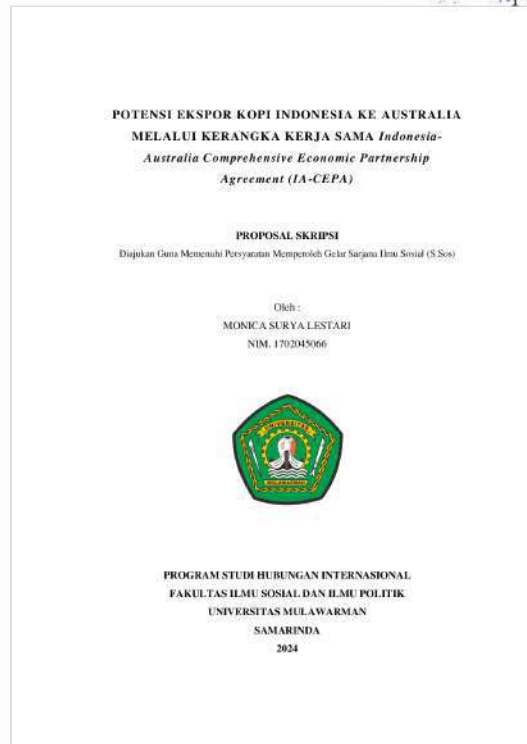 POTENSI EKSPOR KOPI INDONESIA KE AUSTRALIA
MELALUI KERANGKA KERJA SAMA Indonesia-
Australia Comprehensive Economic Partnership
Agreement (IA-CEPA)
PROPOSAL SKRIPSI
Diajukan Guna Memenuhi Persyaratan Memperoleh Gelar Sarjana Ilmu Sosial (S.Sos)
Oleh :
MONICA SURYA LESTARI
NIM. 1702045066
UNIVERSITAS
MULAWARMAN
PROGRAM STUDI HUBUNGAN INTERNASIONAL
FAKULTAS ILMU SOSIAL DAN ILMU POLITIK
UNIVERSITAS MULAWARMAN
SAMARINDA
2024